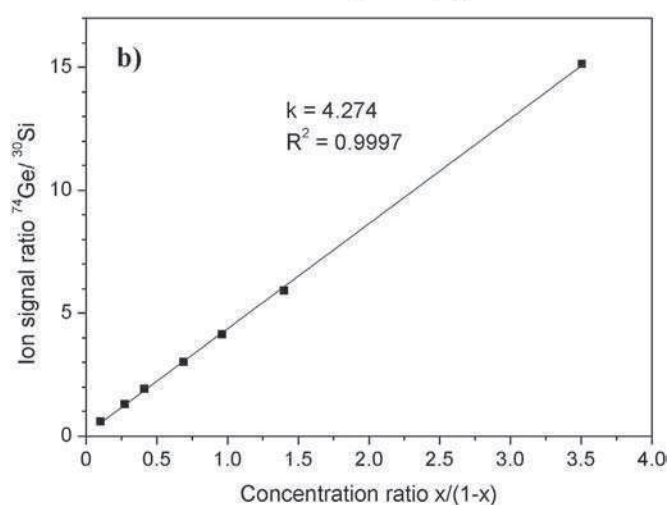 b)
k = 4.274
R² = 0.9997
Ion signal ratio ⁷⁴Ge/ ³⁰Si
15
10
5
0
0 0.5 1.0 1.5 2.0 2.5 3.0 3.5 4.0
Concentration ratio x/(1-x)